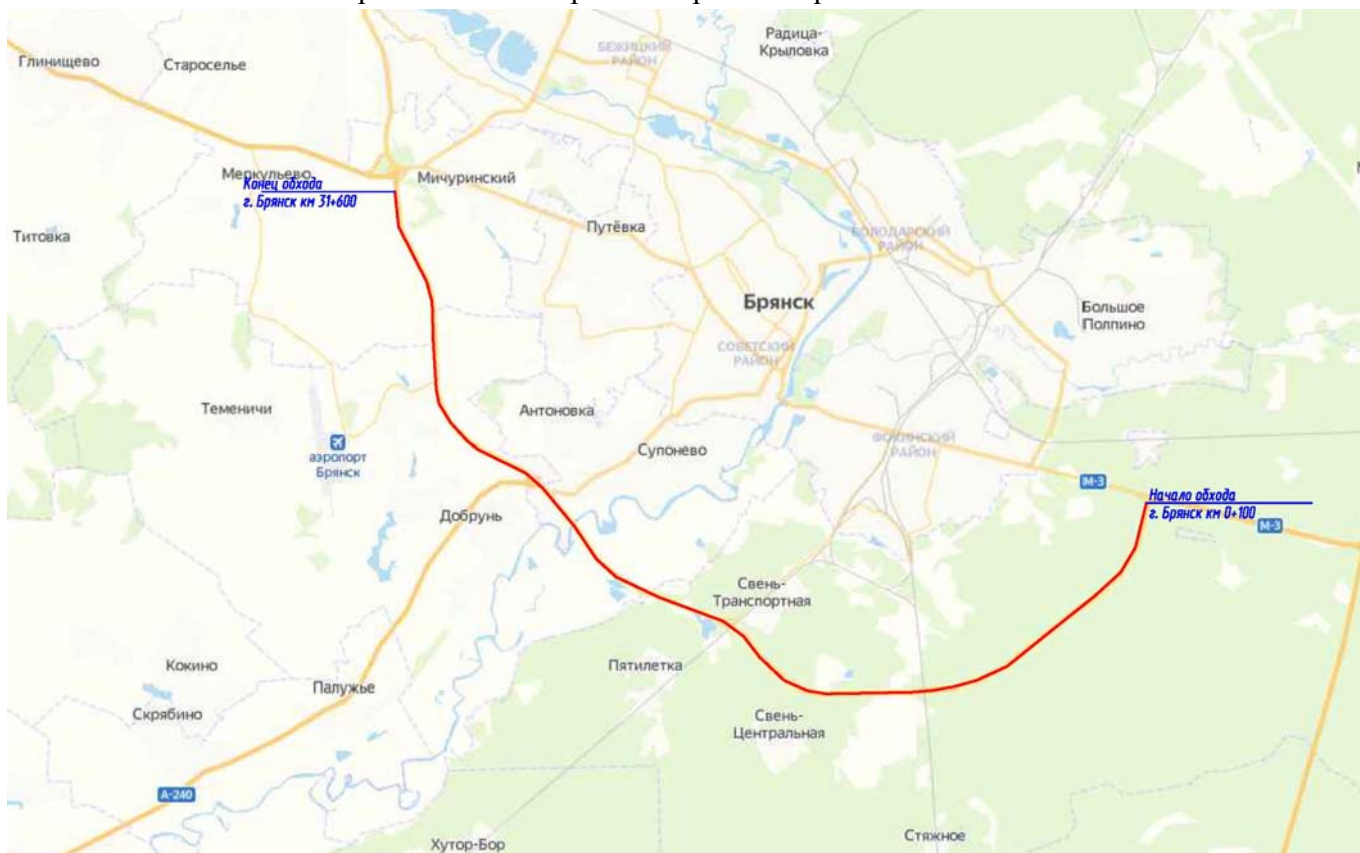 Радица-
Крыловка
БЕЖИЦКИЙ
РАЙОН
Глинищево
Староселье
Меркульево
Мичуринский
Конец обхода
г. Брянск км 31+600
Путёвка
Титовка
ВОЛОДАРСКИЙ
РАЙОН
Брянск
Большое
Полпино
СОВЕТСКИЙ
РАЙОН
Теменичи
Антоновка
Супонево
ФОКИНСКИЙ
РАЙОН
аэропорт
Брянск
М-3
Начало обхода
г. Брянск км 0+100
М-3
Добрунь
Свень-
Транспортная
Кокино
Пятилетка
Палужье
Скрябино
Свень-
Центральная
А-240
Стяжное
Хутор-Бор